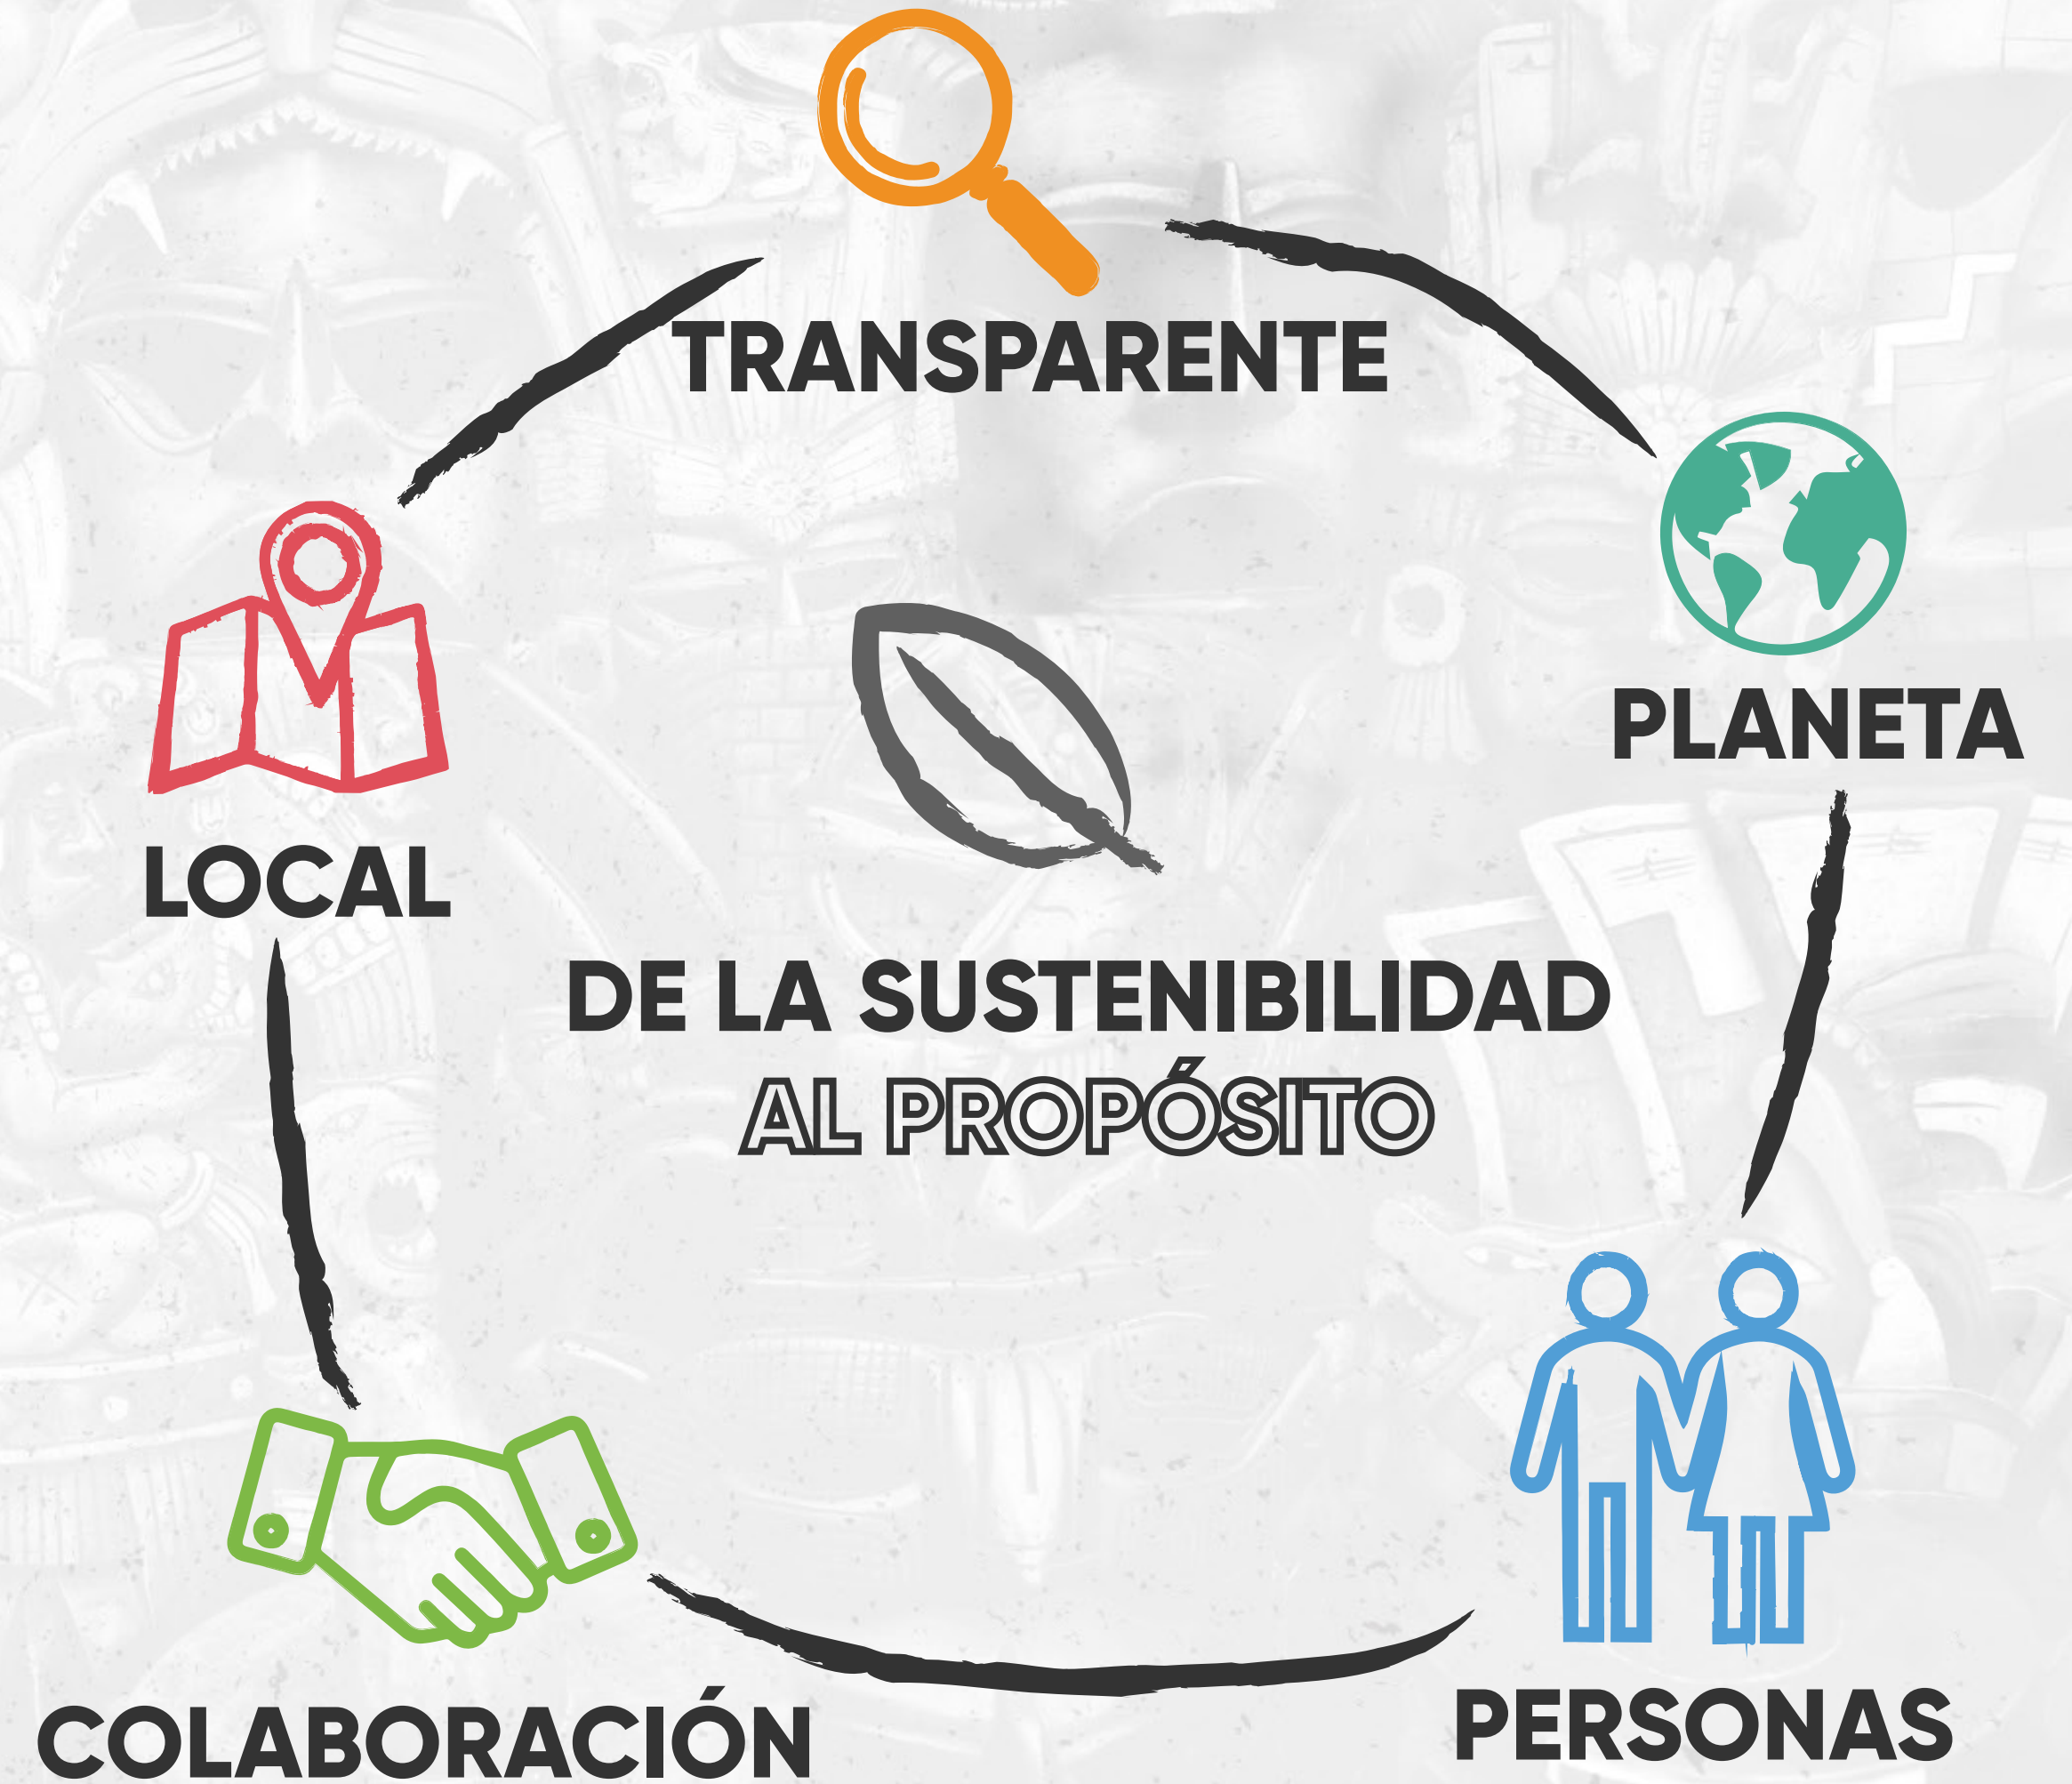 TRANSPARENTE
PLANETA
LOCAL
DE LA SUSTENIBILIDAD
AL PROPÓSITO
PERSONAS
COLABORACIÓN